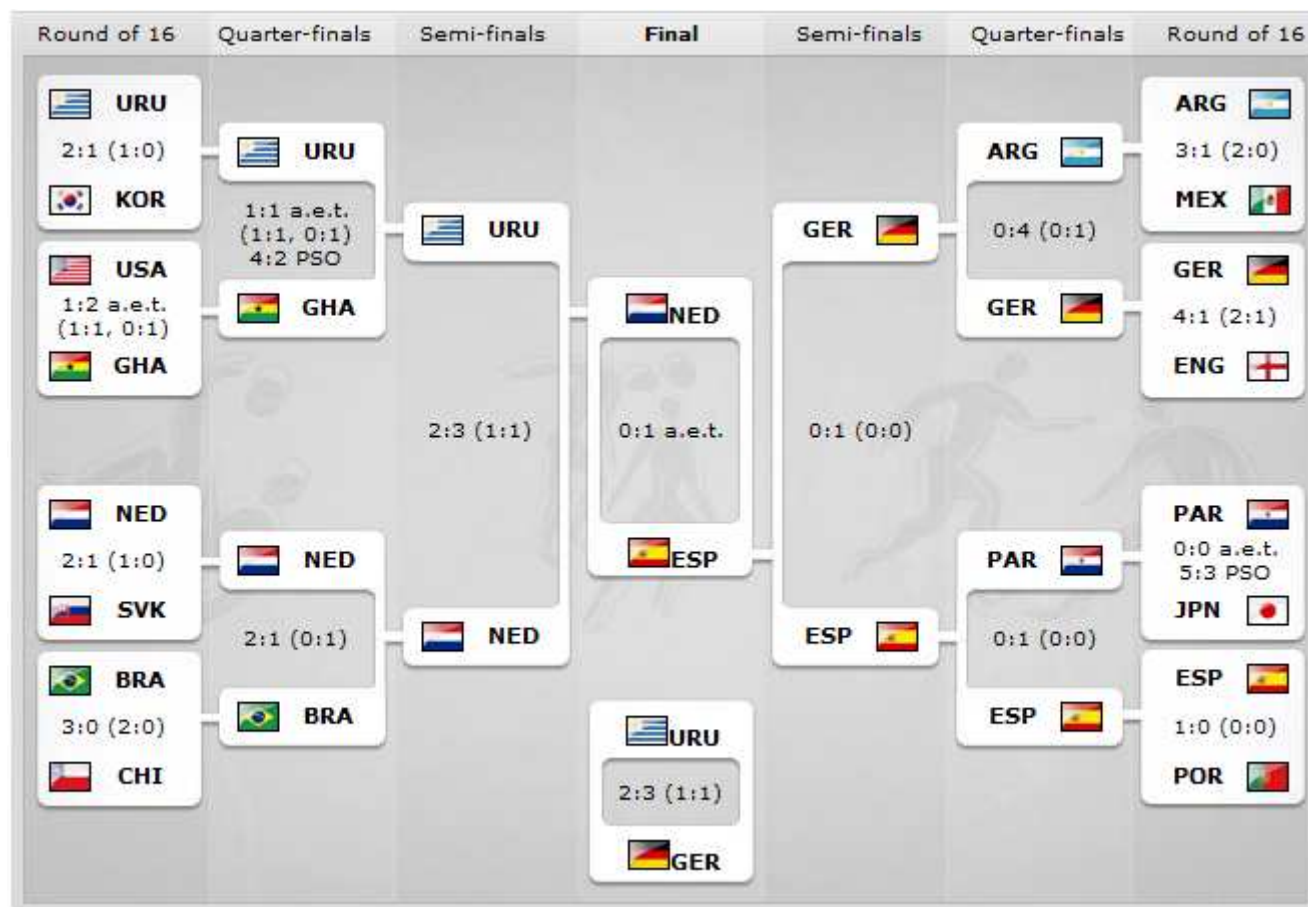 Round of 16
Quarter-finals
Semi-finals
Final
Semi-finals
Quarter-finals
Round of 16
URU
2:1 (1:0)
KOR
USA
1:2 a.e.t.
(1:1, 0:1)
GHA
NED
2:1 (1:0)
SVK
BRA
3:0 (2:0)
CHI
URU
1:1 a.e.t.
(1:1, 0:1)
4:2 PSO
GHA
NED
2:1 (0:1)
BRA
URU
2:3 (1:1)
NED
NED
0:1 a.e.t.
ESP
URU
2:3 (1:1)
GER
GER
0:1 (0:0)
ESP
ARG
0:4 (0:1)
GER
PAR
0:1 (0:0)
ESP
ARG
3:1 (2:0)
MEX
GER
4:1 (2:1)
ENG
PAR
0:0 a.e.t.
5:3 PSO
JPN
ESP
1:0 (0:0)
POR